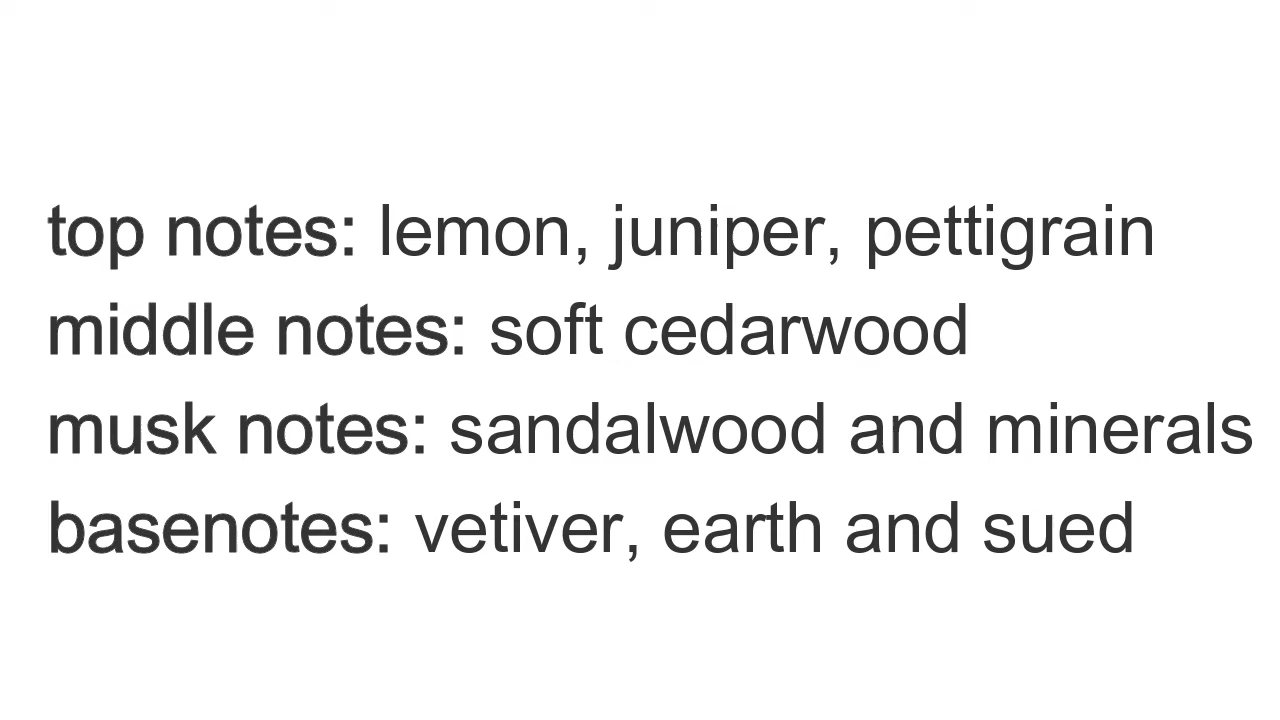 top notes: lemon, juniper, pettigrain
middle notes: soft cedarwood
musk notes: sandalwood and minerals
basenotes: vetiver, earth and sued